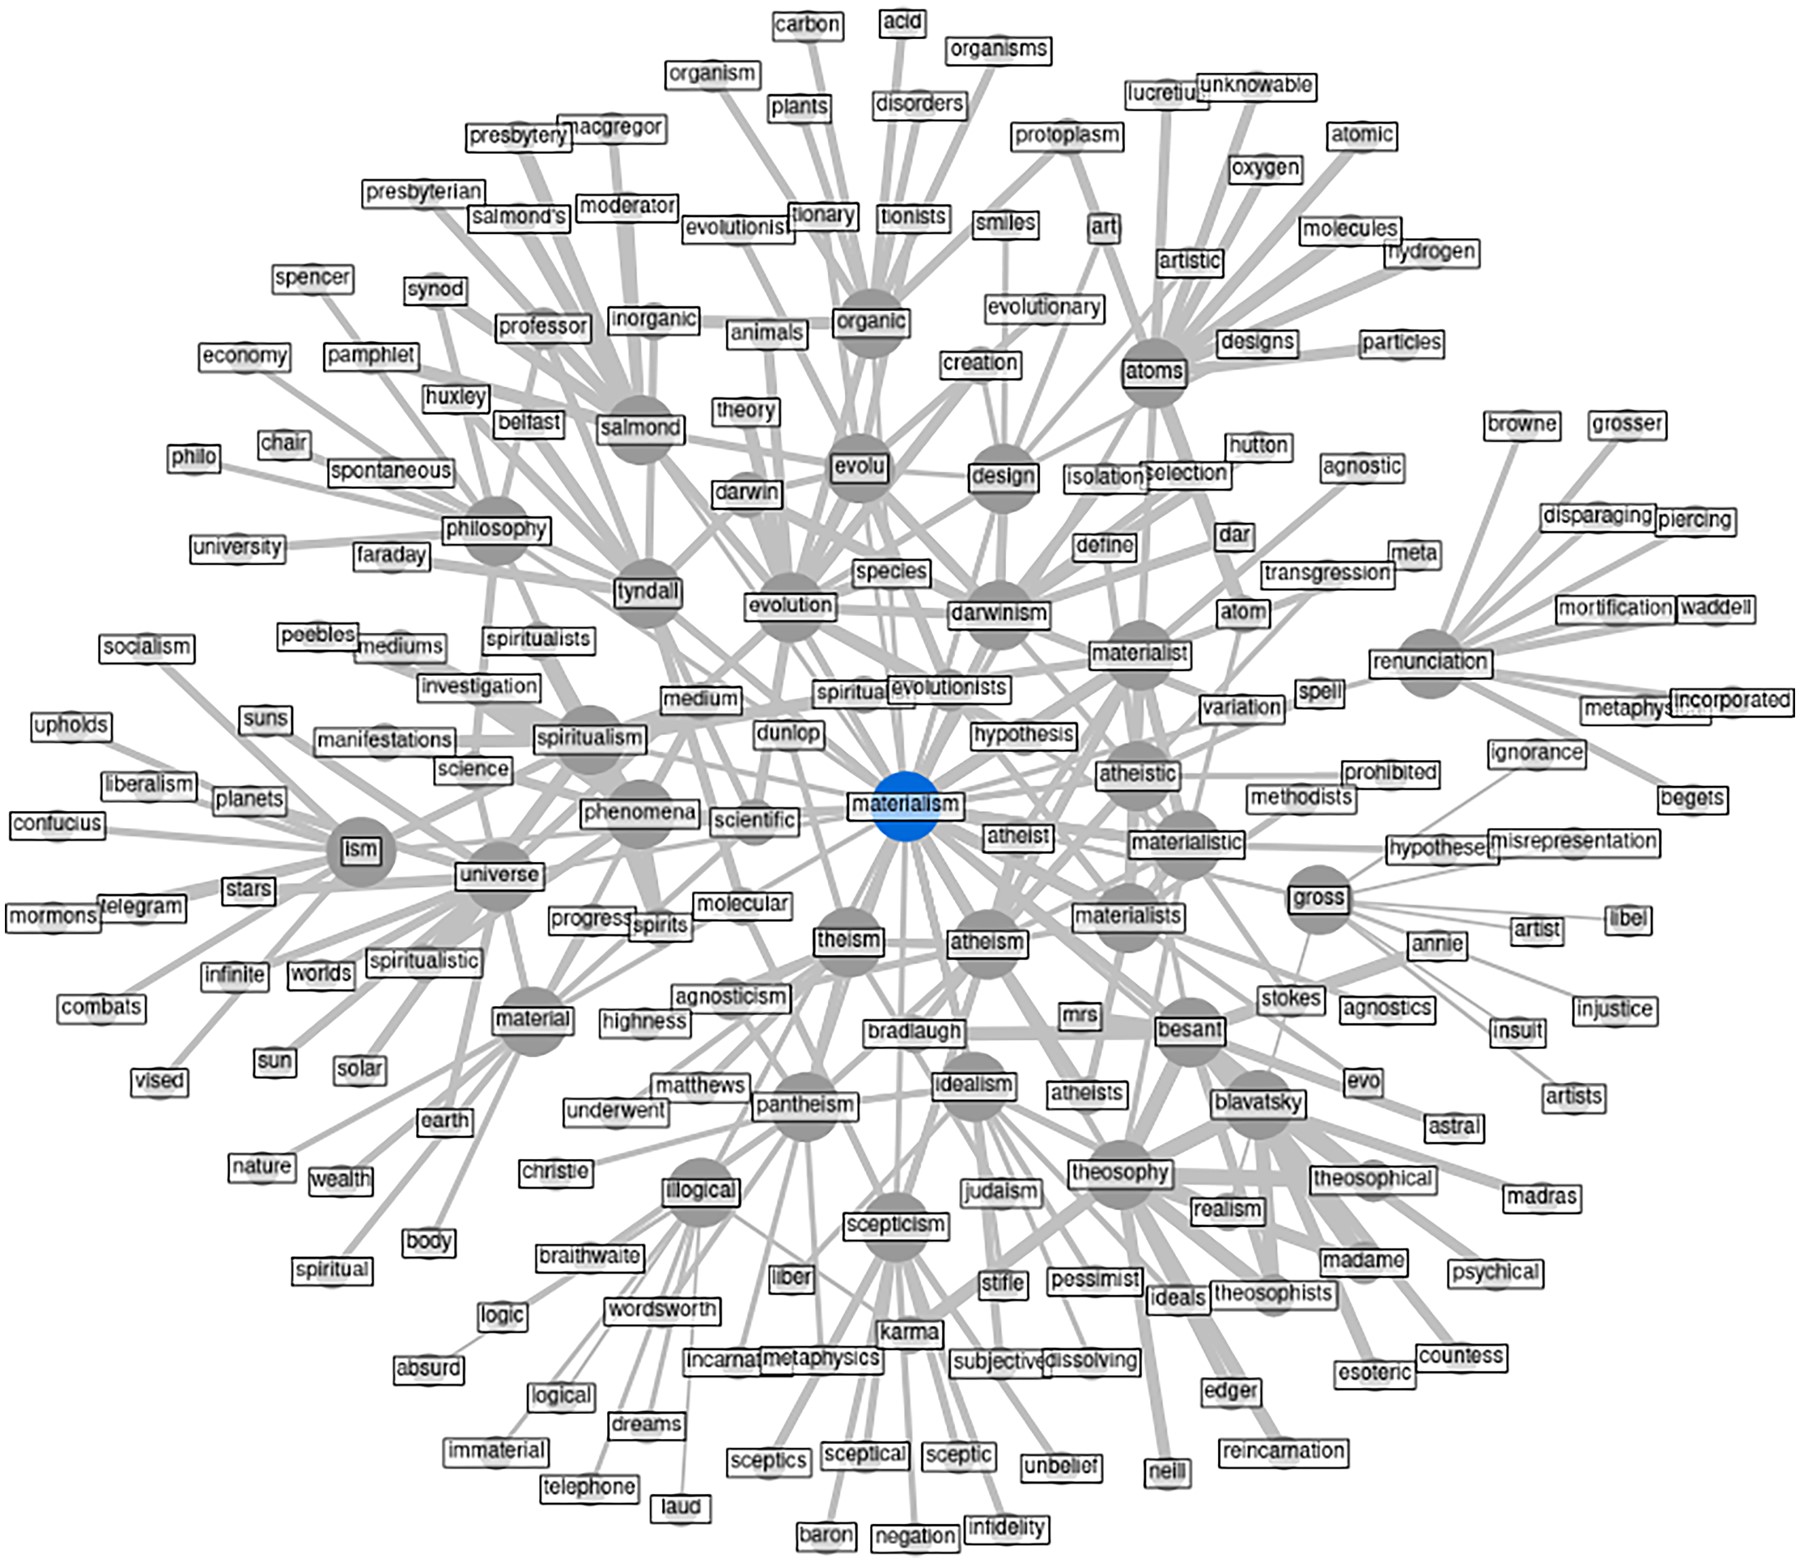 carbon
acid
organisms
organism
plants
disorders
lucretiu
unknowable
presbytery
macgregor
protoplasm
atomic
oxygen
presbyterian
salmond's
moderator
evolutionist
tionary
tionists
smiles
art
molecules
hydrogen
artistic
spencer
synod
professor
inorganic
animals
organic
evolutionary
designs
particles
economy
pamphlet
creation
atoms
huxley
belfast
salmond
theory
browne
grosser
philo
chair
spontaneous
darwin
evolu
design
isolation
selection
hutton
agnostic
university
philosophy
faraday
define
dar
disparaging
piercing
meta
transgression
tyndall
evolution
species
darwinism
atom
mortification
waddell
socialism
peebles
mediums
spiritualists
materialist
renunciation
investigation
medium
spiritual
evolutionists
variation
spell
metaphys
incorporated
upholds
suns
manifestations
spiritualism
dunlop
hypothesis
science
atheistic
prohibited
ignorance
liberalism
planets
phenomena
scientific
materialism
methodists
begets
confucius
ism
atheist
materialistic
hypotheses
misrepresentation
universe
stars
mormons
telegram
progress
spirits
molecular
theism
atheism
materialists
gross
artist
libel
annie
infinite
worlds
spiritualistic
combats
material
highness
agnosticism
bradlaugh
mrs
besant
stokes
agnostics
insult
injustice
vised
sun
solar
matthews
underwent
pantheism
idealism
atheists
blavatsky
evo
artists
earth
astral
nature
wealth
christie
illogical
judaism
theosophy
theosophical
madras
realism
body
scepticism
spiritual
braithwaite
liber
stifle
pessimist
ideals
theosophists
madame
psychical
logic
wordsworth
karma
absurd
incarnat
metaphysics
subjective
dissolving
esoteric
countess
logical
dreams
edger
immaterial
sceptics
sceptical
sceptic
unbelief
neill
reincarnation
telephone
laud
baron
negation
infidelity